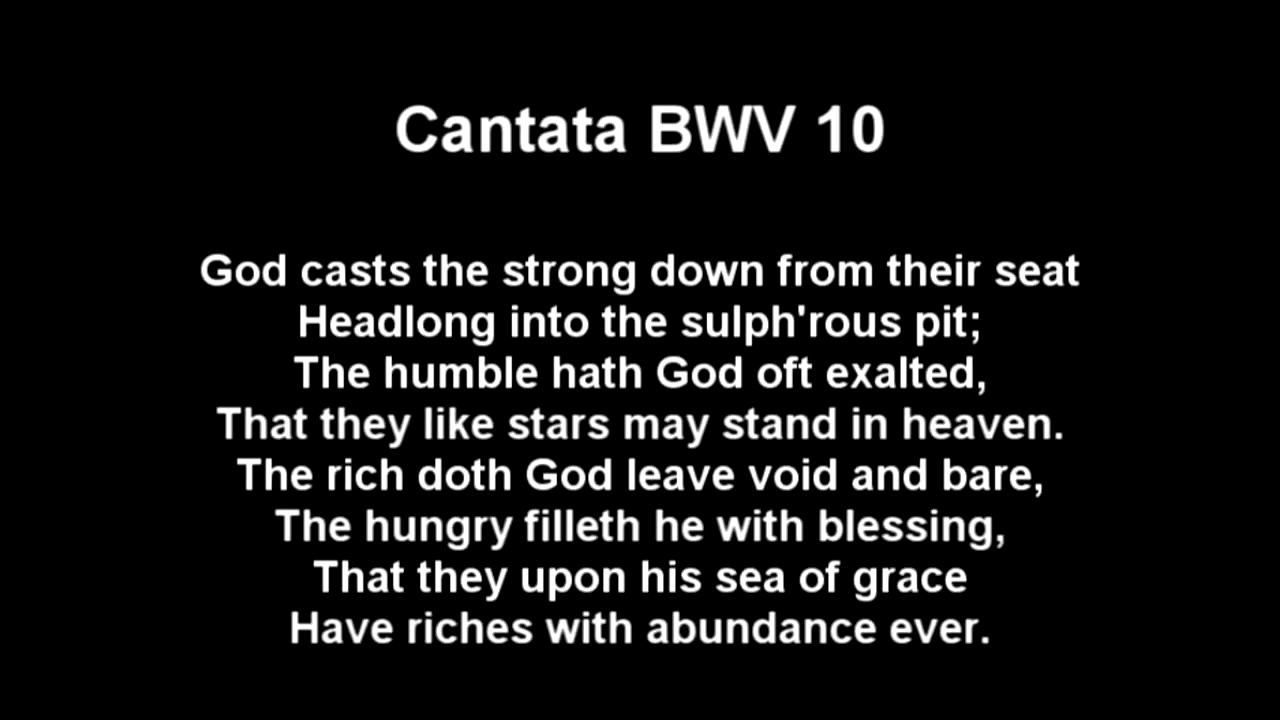 Cantata BWV 10
God casts the strong down from their seat
Headlong into the sulph'rous pit;
The humble hath God oft exalted,
That they like stars may stand in heaven.
The rich doth God leave void and bare,
The hungry filleth he with blessing,
That they upon his sea of grace
Have riches with abundance ever.